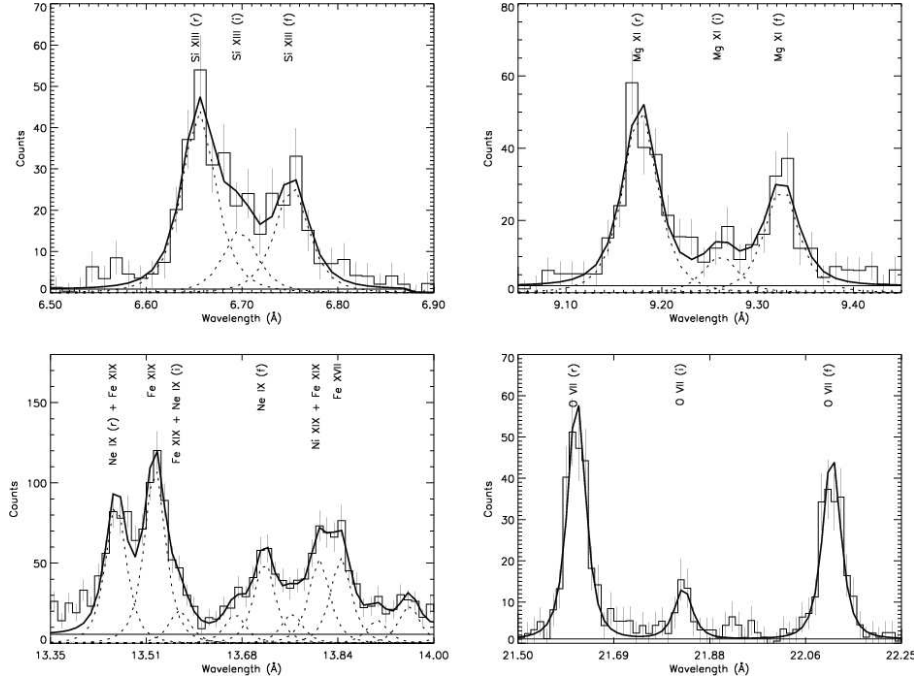 70
60
50
40
30
20
10
0
Counts
Si XIII (r)
Si XIII (i)
Si XIII (f)
6.50
6.60
6.70
6.80
6.90
Wavelength (Å)
80
60
40
20
0
Counts
Mg XI (r)
Mg XI (i)
Mg XI (f)
9.10
9.20
9.30
9.40
Wavelength (Å)
150
100
50
0
Counts
Ne IX (r) + Fe XIX
Fe XIX
Fe XIX + Ne IX (i)
Ne IX (f)
Ni XIX + Fe XIX
Fe XVII
13.35
13.51
13.68
13.84
14.00
Wavelength (Å)
70
60
50
40
30
20
10
0
Counts
O VII (r)
O VII (i)
O VII (f)
21.50
21.69
21.88
22.06
22.25
Wavelength (Å)